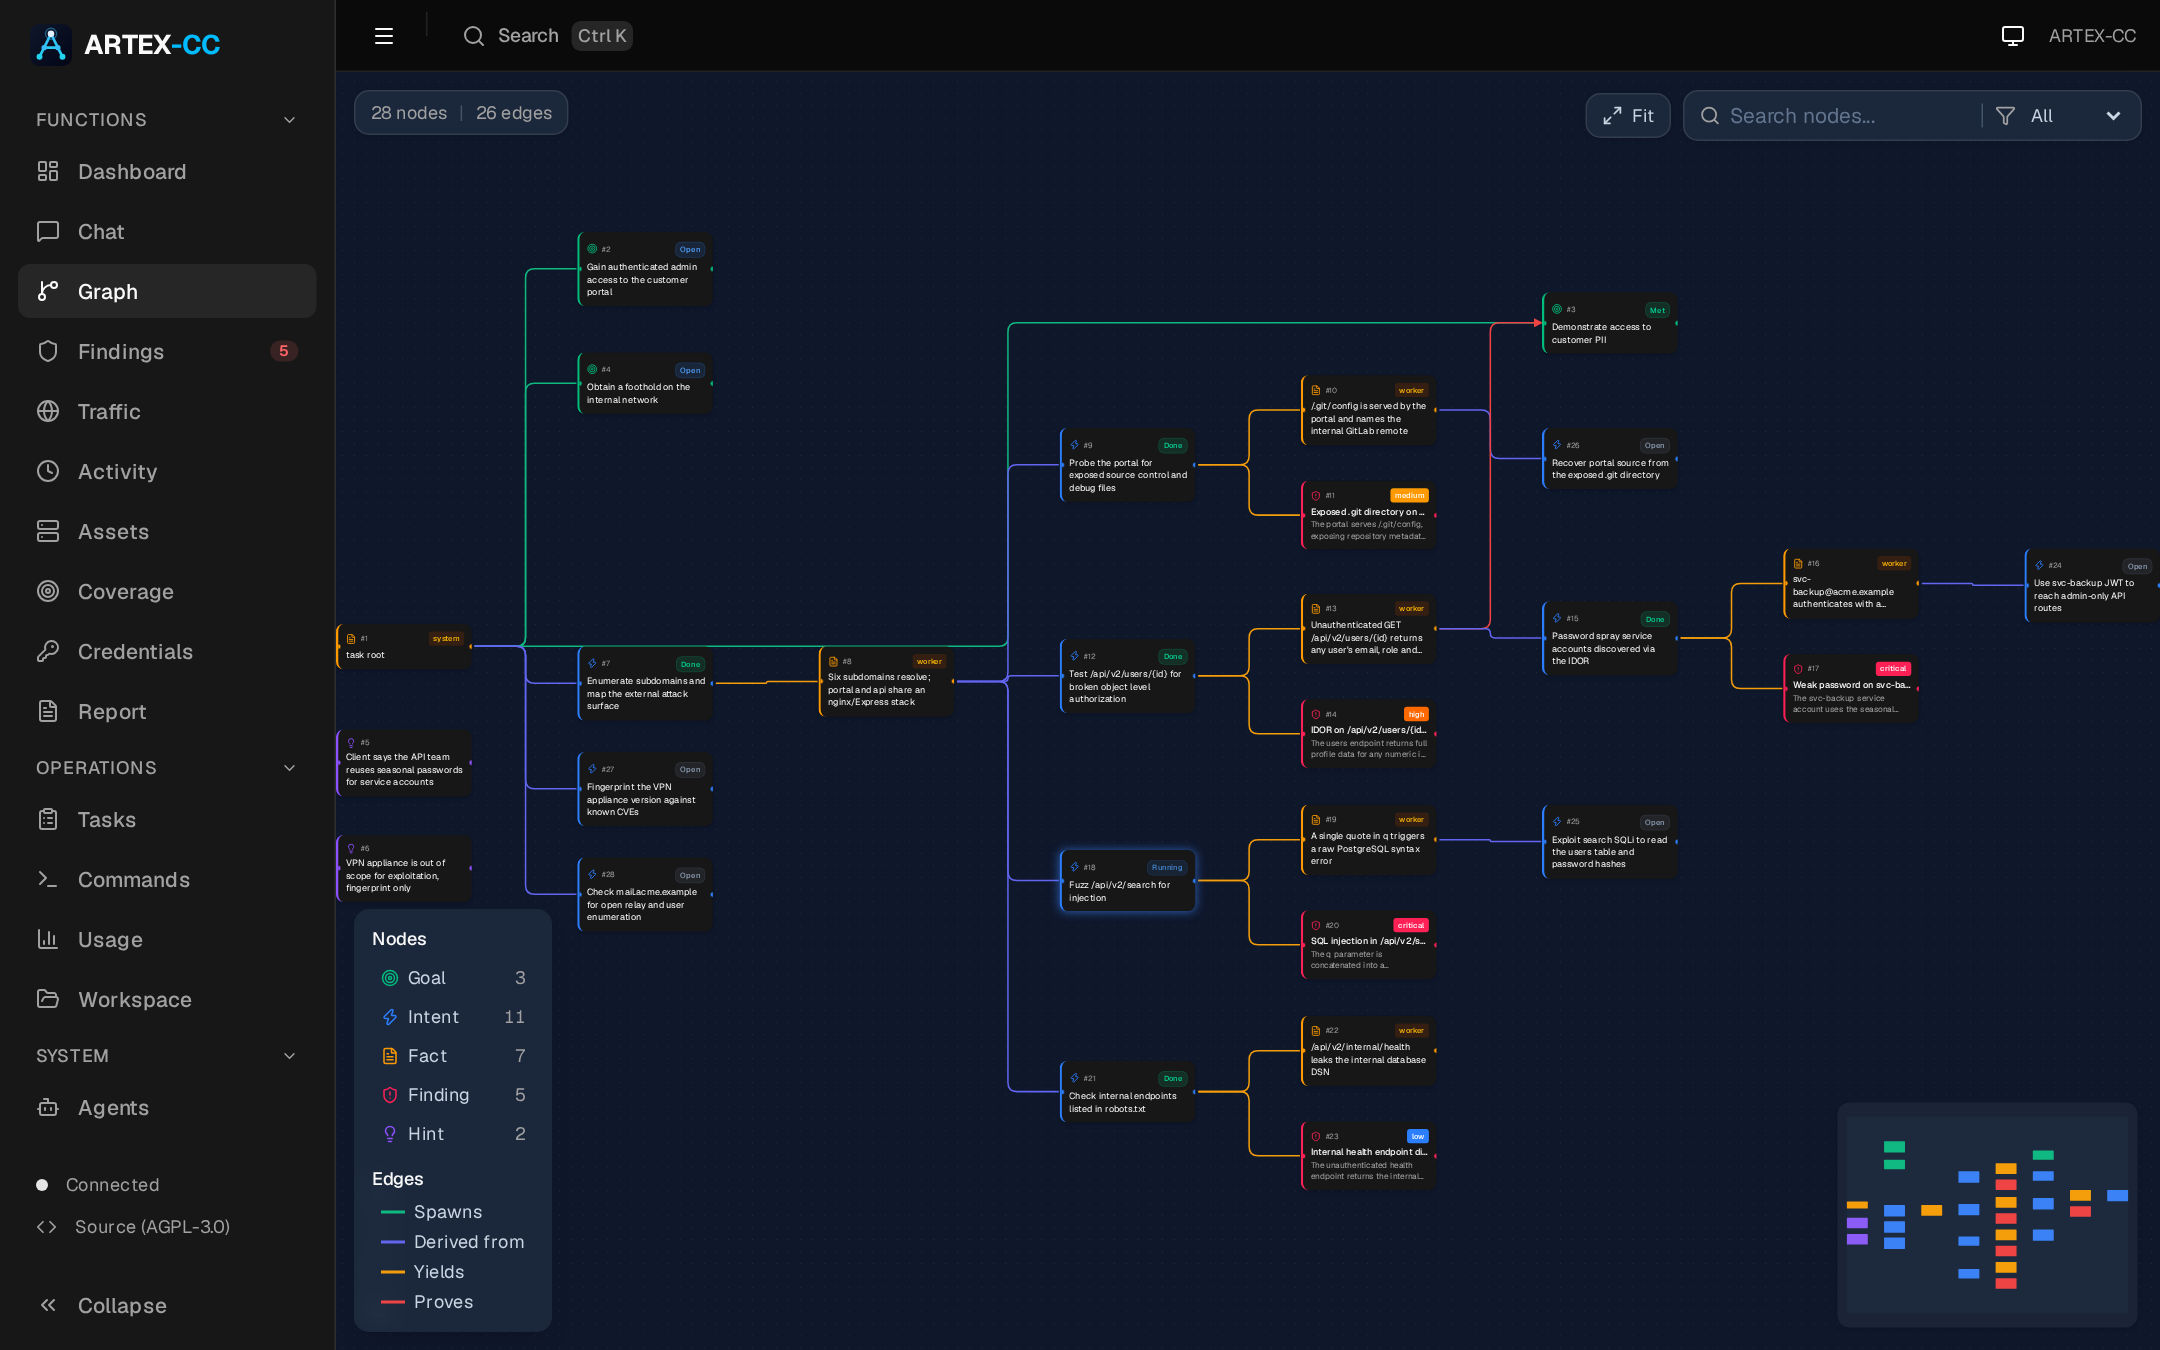 ARTEX-CC
FUNCTIONS
Dashboard
Chat
Graph
Findings
5
Traffic
Activity
Assets
Coverage
Credentials
Report
OPERATIONS
Tasks
Commands
Usage
Workspace
SYSTEM
Agents
Connected
Source (AGPL-3.0)
Collapse
Search Ctrl K
ARTEX-CC
28 nodes | 26 edges
Fit
Search nodes...
All
#1 system
task root
#5
Client says the API team
reuses seasonal passwords
for service accounts
#6
VPN appliance is out of
scope for exploitation,
fingerprint only
#2 Open
Gain authenticated admin
access to the customer
portal
#4 Open
Obtain a foothold on the
internal network
#7 Done
Enumerate subdomains and
map the external attack
surface
#27 Open
Fingerprint the VPN
appliance version against
known CVEs
#28 Open
Check mail.acme.example
for open relay and user
enumeration
#8 worker
Six subdomains resolve;
portal and api share an
nginx/Express stack
#9 Done
Probe the portal for
exposed source control and
debug files
#12 Done
Test /api/v2/users/{id} for
broken object level
authorization
#18 Running
Fuzz /api/v2/search for
injection
#21 Done
Check internal endpoints
listed in robots.txt
#10 worker
/.git/config is served by the
portal and names the
internal GitLab remote
#11 medium
Exposed .git directory on ...
The portal serves /.git/config,
exposing repository metadat...
#13 worker
Unauthenticated GET
/api/v2/users/{id} returns
any user's email, role and...
#14 high
IDOR on /api/v2/users/{id...
The users endpoint returns full
profile data for any numeric i...
#19 worker
A single quote in q triggers
a raw PostgreSQL syntax
error
#20 critical
SQL injection in /api/v2/s...
The q parameter is
concatenated into a...
#22 worker
/api/v2/internal/health
leaks the internal database
DSN
#23 low
Internal health endpoint di...
The unauthenticated health
endpoint returns the internal...
#3 Met
Demonstrate access to
customer PII
#26 Open
Recover portal source from
the exposed .git directory
#15 Done
Password spray service
accounts discovered via
the IDOR
#25 Open
Exploit search SQLi to read
the users table and
password hashes
#16 worker
svc-
backup@acme.example
authenticates with a...
#17 critical
Weak password on svc-ba...
The svc-backup service
account uses the seasonal...
#24 Open
Use svc-backup JWT to
reach admin-only API
routes
Nodes
Goal 3
Intent 11
Fact 7
Finding 5
Hint 2
Edges
Spawns
Derived from
Yields
Proves